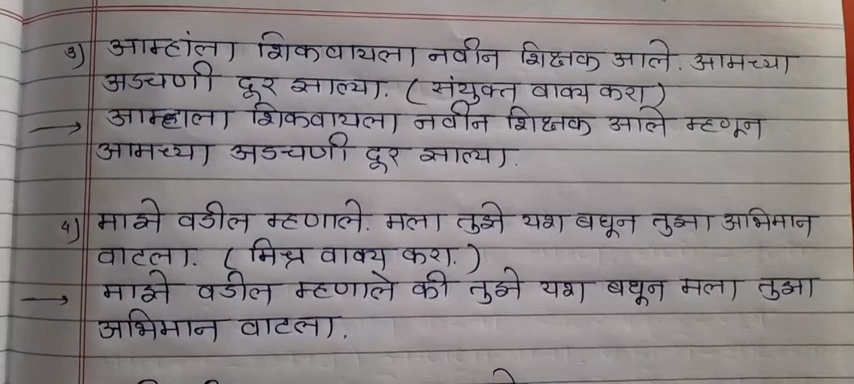 ३) आम्हांला शिकवायला नवीन शिक्षक आले. आमच्या
अडचणी दूर झाल्या. ( संयुक्त वाक्य करा )
→ आम्हाला शिकवायला नवीन शिक्षक आले म्हणून
आमच्या अडचणी दूर झाल्या.
४) माझे वडील म्हणाले. मला तुझे यश बघून तुझा अभिमान
वाटला. ( मिश्र वाक्य करा. )
→ माझे वडील म्हणाले की तुझे यश बघून मला तुझा
अभिमान वाटला.